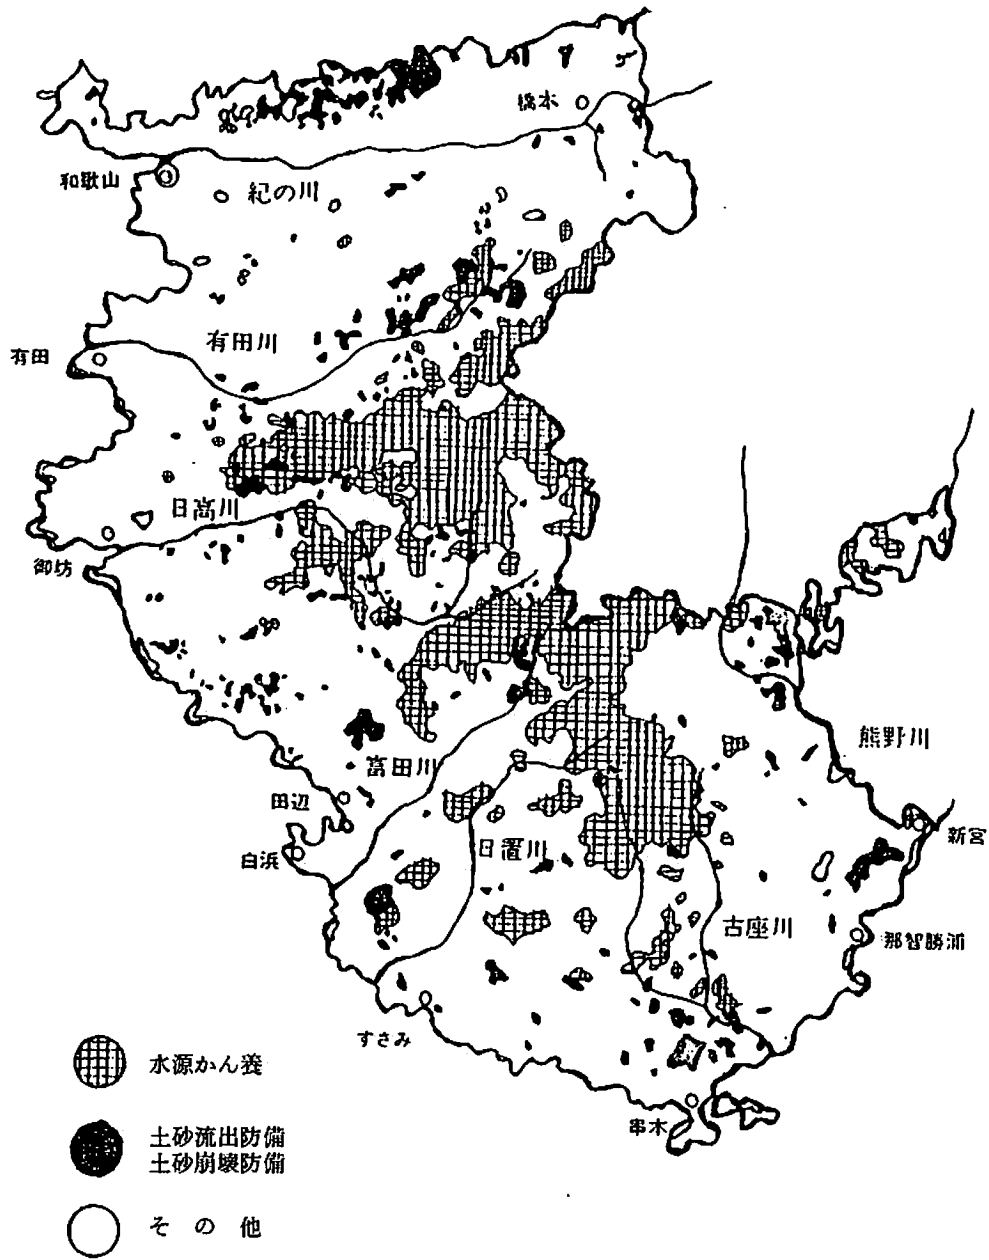 橋本
和歌山
紀の川
有田川
有田
日高川
御坊
熊野川
富田川
田辺
新宮
白浜
日置川
古座川
那智勝浦
すさみ
水源かん養
串本
土砂流出防備
土砂崩壊防備
その他